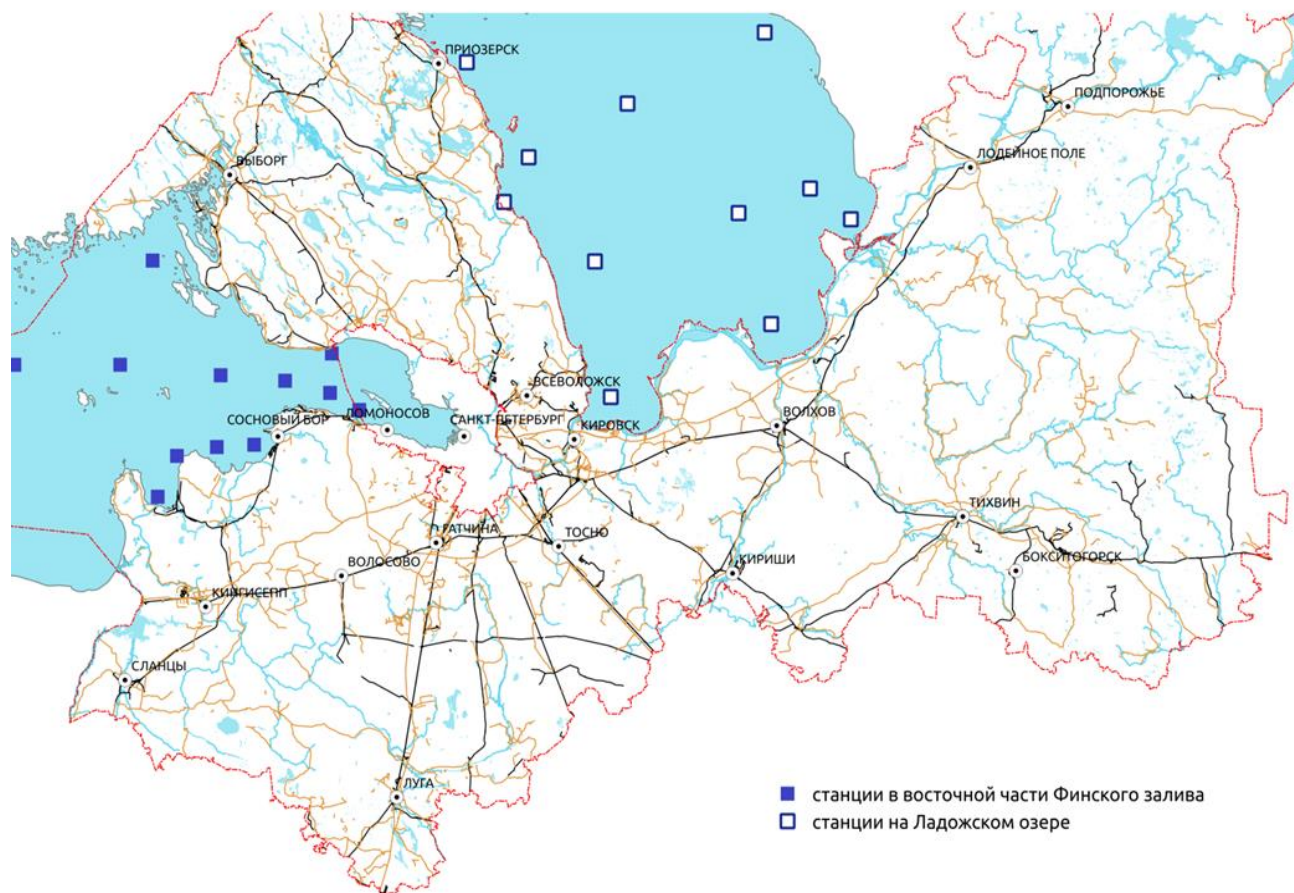 ПРИОЗЕРСК
ПОДПОРОЖЬЕ
ЛОДЕЙНОЕ ПОЛЕ
ВЫБОРГ
ВСЕВОЛОЖСК
СОСНОВЫЙ БОР
ЛОМОНОСОВ
САНКТ-ПЕТЕРБУРГ
КИРОВСК
ВОЛХОВ
ТИХВИН
ГАТЧИНА
ТОСНО
БОКСИТОГОРСК
ВОЛОСОВО
КИРИШИ
КИНГИСЕПП
СЛАНЦЫ
ЛУГА
станции в восточной части Финского залива
станции на Ладожском озере